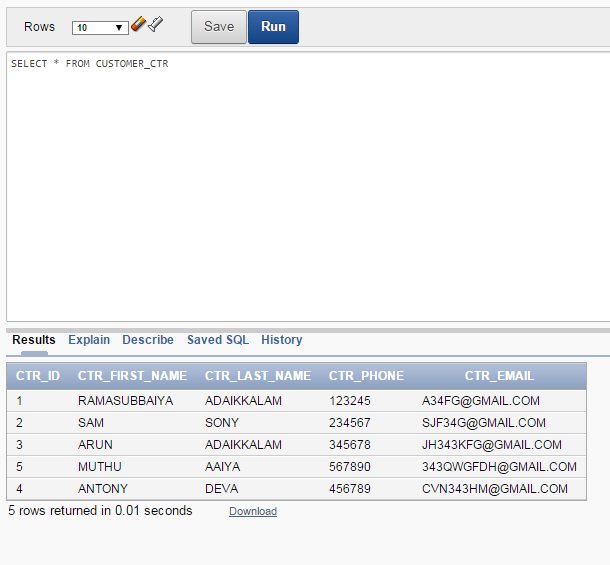 Rows 10 Save Run
SELECT * FROM CUSTOMER_CTR
Results Explain Describe Saved SQL History
CTR_ID CTR_FIRST_NAME CTR_LAST_NAME CTR_PHONE CTR_EMAIL
1 RAMASUBBAIYA ADAIKKALAM 123245 A34FG@GMAIL.COM
2 SAM SONY 234567 SJF34G@GMAIL.COM
3 ARUN ADAIKKALAM 345678 JH343KFG@GMAIL.COM
5 MUTHU AAIYA 567890 343QWGFDH@GMAIL.COM
4 ANTONY DEVA 456789 CVN343HM@GMAIL.COM
5 rows returned in 0.01 seconds Download